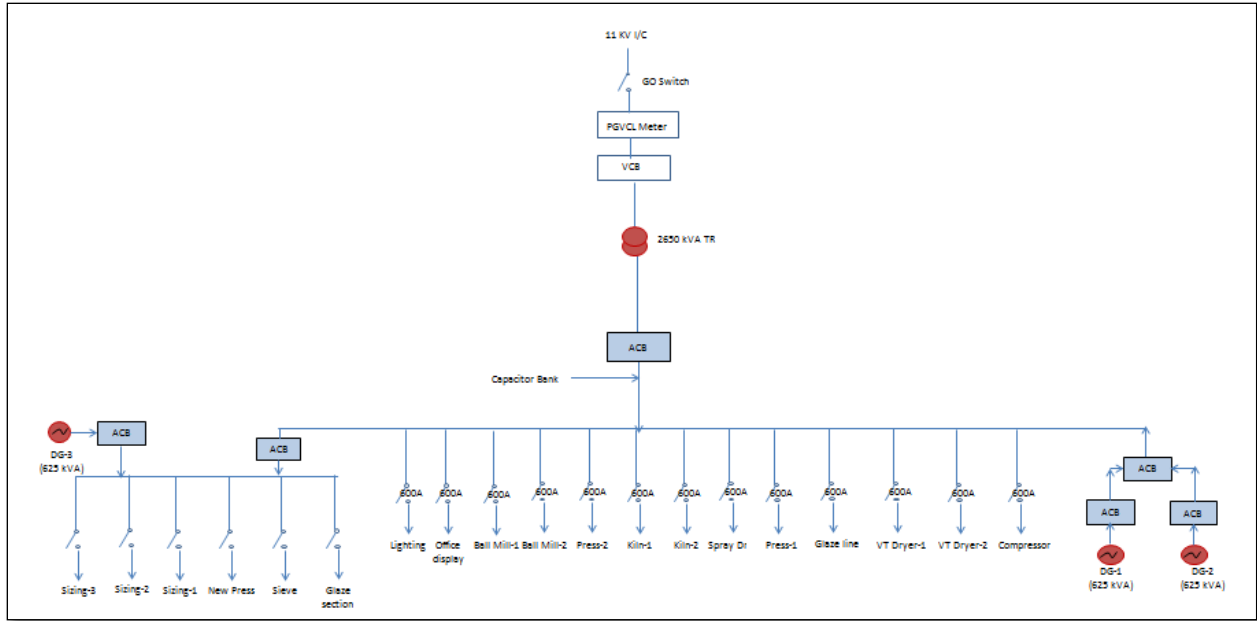 11 KV I/C
GO Switch
PGVCL Meter
VCB
2650 kVA TR
ACB
Capacitor Bank
ACB
DG-3
(625 kVA)
ACB
ACB
ACB
ACB
600A 600A 600A 600A 600A 600A 600A 600A 600A 600A 600A 600A 600A
Lighting
Office
display
Ball Mill-1
Ball Mill-2
Press-2
Kiln-1
Kiln-2
Spray Dr
Press-1
Glaze line
VT Dryer-1
VT Dryer-2
Compressor
DG-1
(625 kVA)
DG-2
(625 kVA)
Sizing-3
Sizing-2
Sizing-1
New Press
Sieve
Glaze
section